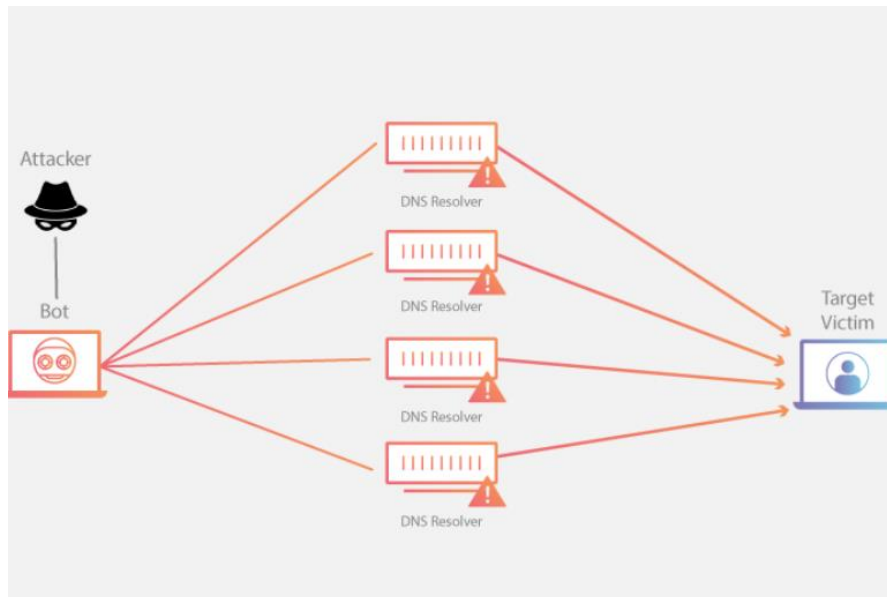 Attacker
Bot
DNS Resolver
DNS Resolver
DNS Resolver
DNS Resolver
Target
Victim